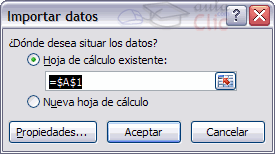 Importar datos
¿Dónde desea situar los datos?
Hoja de cálculo existente:
=$A$1
Nueva hoja de cálculo
Propiedades... Aceptar Cancelar